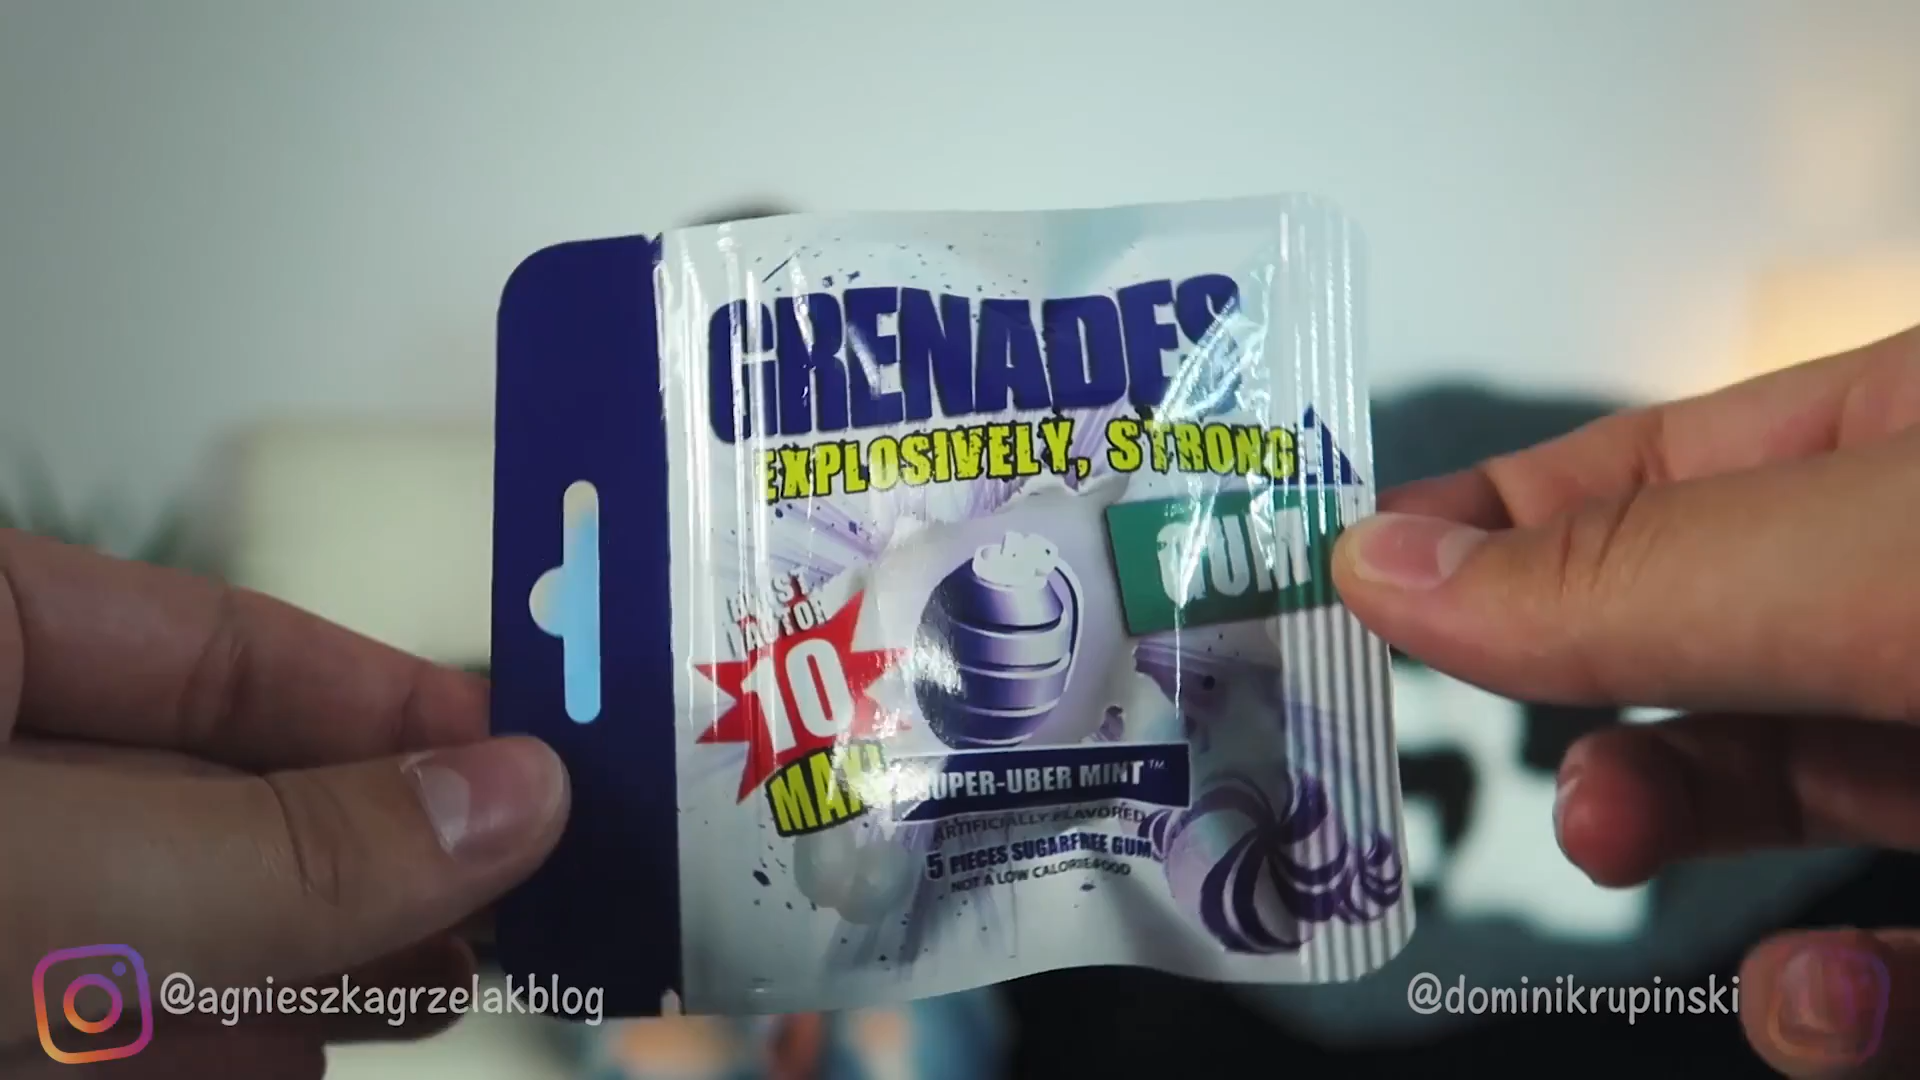 GRENADES
EXPLOSIVELY, STRONG
GUM
BLAST
FACTOR
10
MAX!
SUPER-UBER MINT™
ARTIFICIALLY FLAVORED
5 PIECES SUGARFREE GUM
NOT A LOW CALORIE FOOD
@agnieszkagrzelakblog
@dominikrupinski